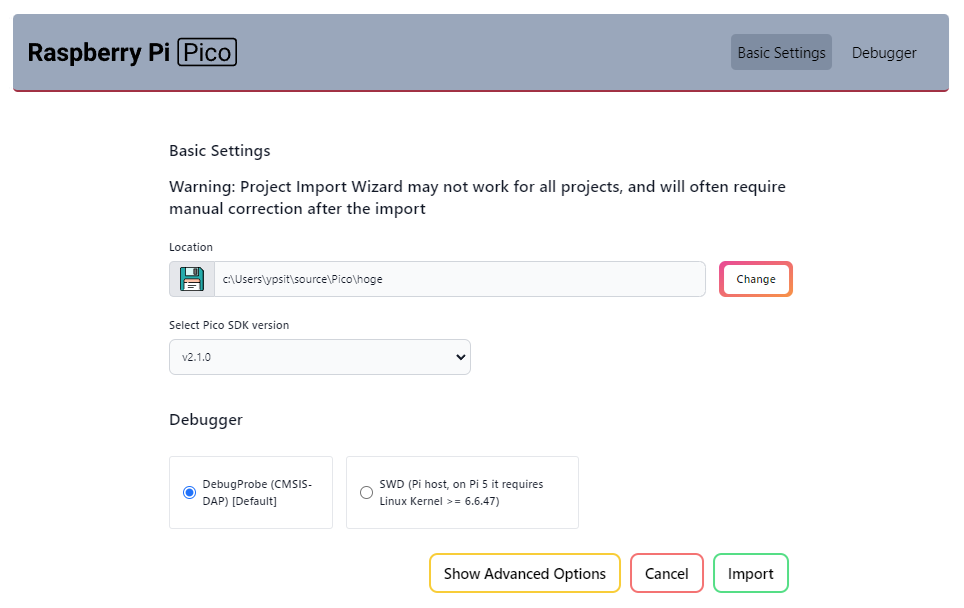 Raspberry Pi Pico
Basic Settings
Debugger
Basic Settings
Warning: Project Import Wizard may not work for all projects, and will often require
manual correction after the import
Location
c:\Users\ypsit\source\Pico\hoge
Change
Select Pico SDK version
v2.1.0
Debugger
DebugProbe (CMSIS-
DAP) [Default]
SWD (Pi host, on Pi 5 it requires
Linux Kernel >= 6.6.47)
Show Advanced Options
Cancel
Import